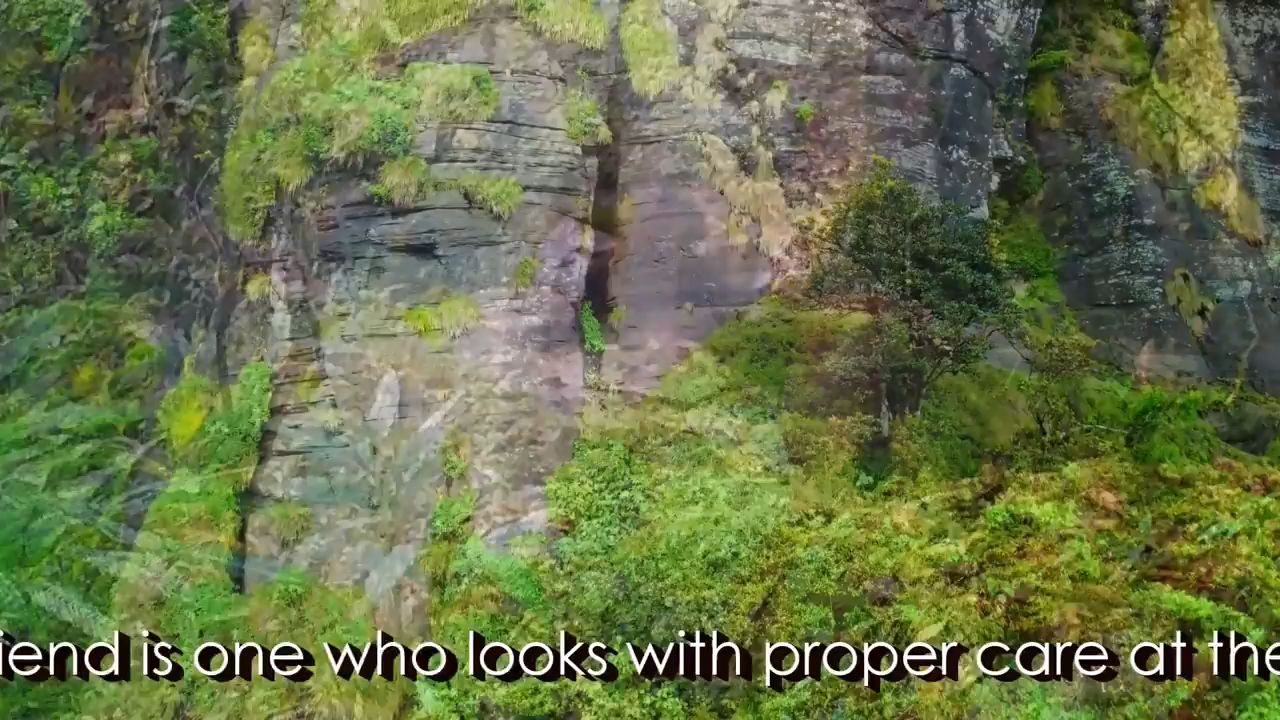 iend is one who looks with proper care at the